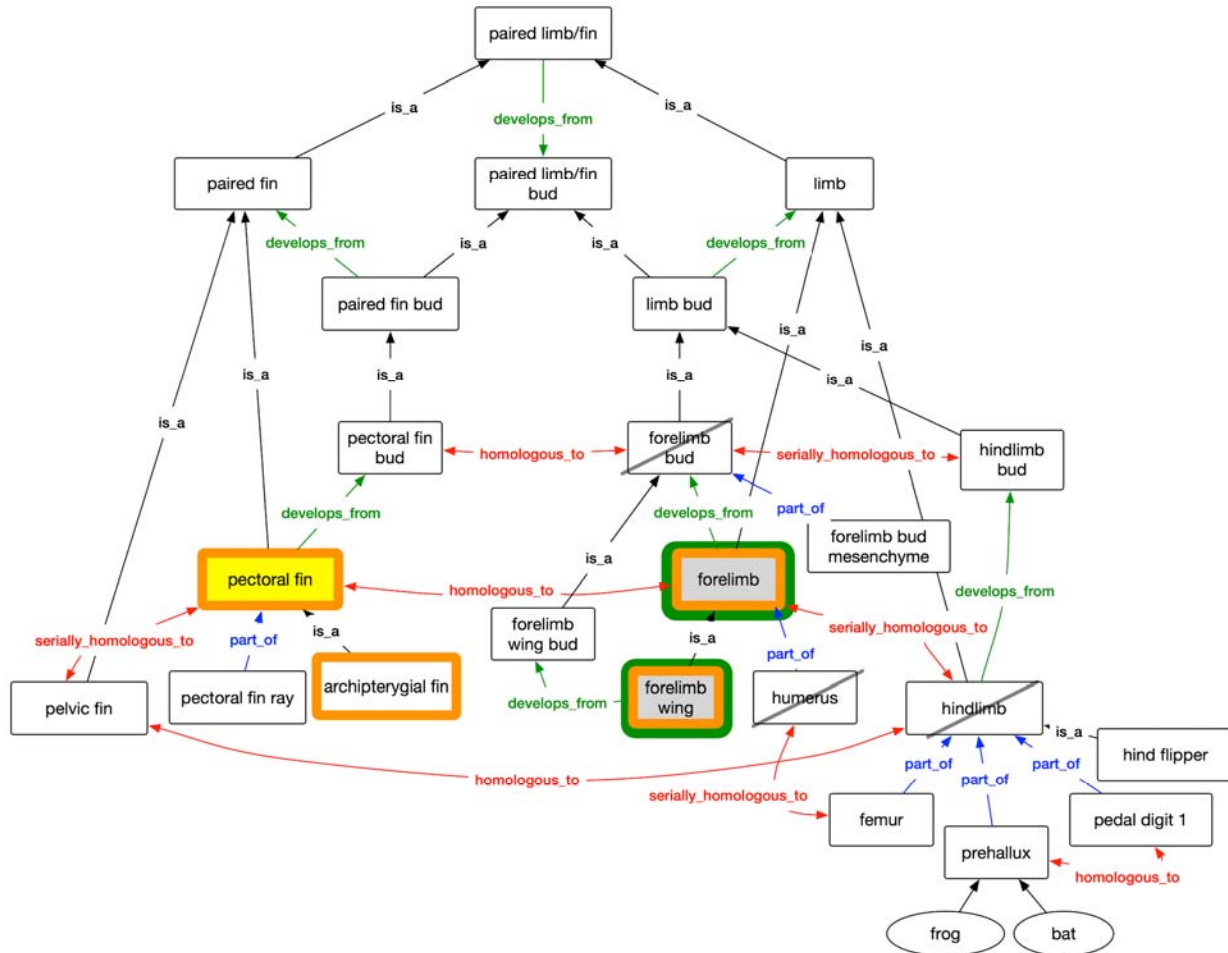 paired limb/fin
is_a
is_a
develops_from
paired fin
paired limb/fin
bud
limb
develops_from
is_a
is_a
develops_from
paired fin bud
limb bud
is_a
is_a
is_a
is_a
is_a
is_a
is_a
pectoral fin
bud
homologous_to
forelimb
bud
serially_homologous_to
hindlimb
bud
develops_from
develops_from
part_of
forelimb bud
mesenchyme
is_a
pectoral fin
homologous_to
forelimb
develops_from
serially_homologous_to
part_of
is_a
forelimb
wing bud
is_a
part_of
serially_homologous_to
pelvic fin
pectoral fin ray
archipterygial fin
develops_from
forelimb
wing
humerus
hindlimb
is_a
hind flipper
homologous_to
serially_homologous_to
part_of
part_of
part_of
femur
prehallux
pedal digit 1
homologous_to
frog
bat